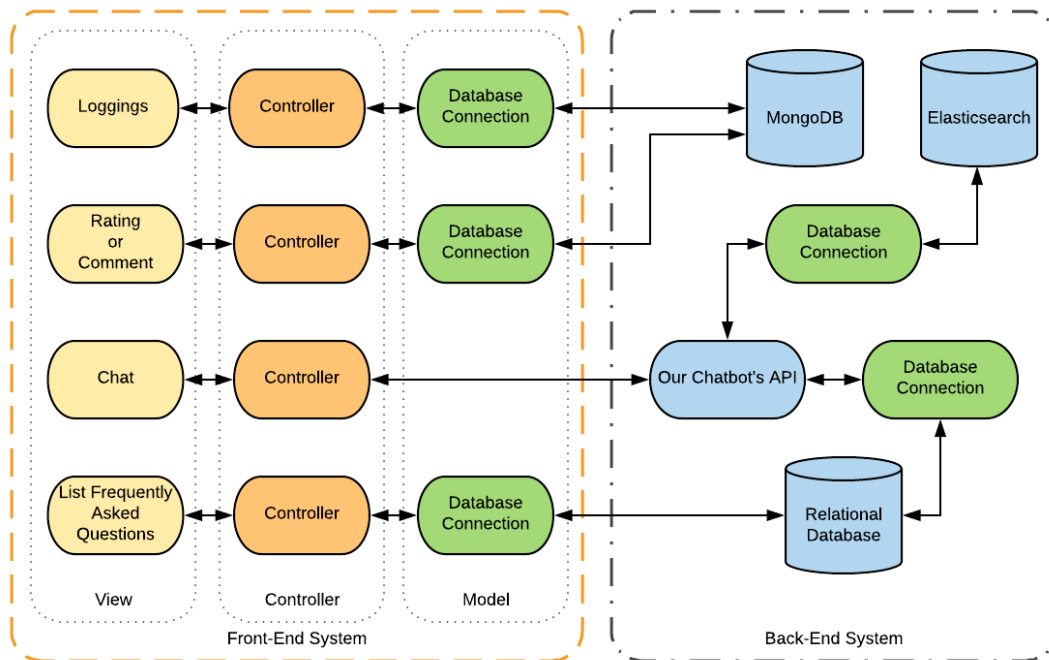 Loggings
Controller
Database
Connection
MongoDB
Elasticsearch
Rating
or
Comment
Controller
Database
Connection
Database
Connection
Chat
Controller
Our Chatbot's API
Database
Connection
List Frequently
Asked
Questions
Controller
Database
Connection
Relational
Database
View
Controller
Model
Front-End System
Back-End System